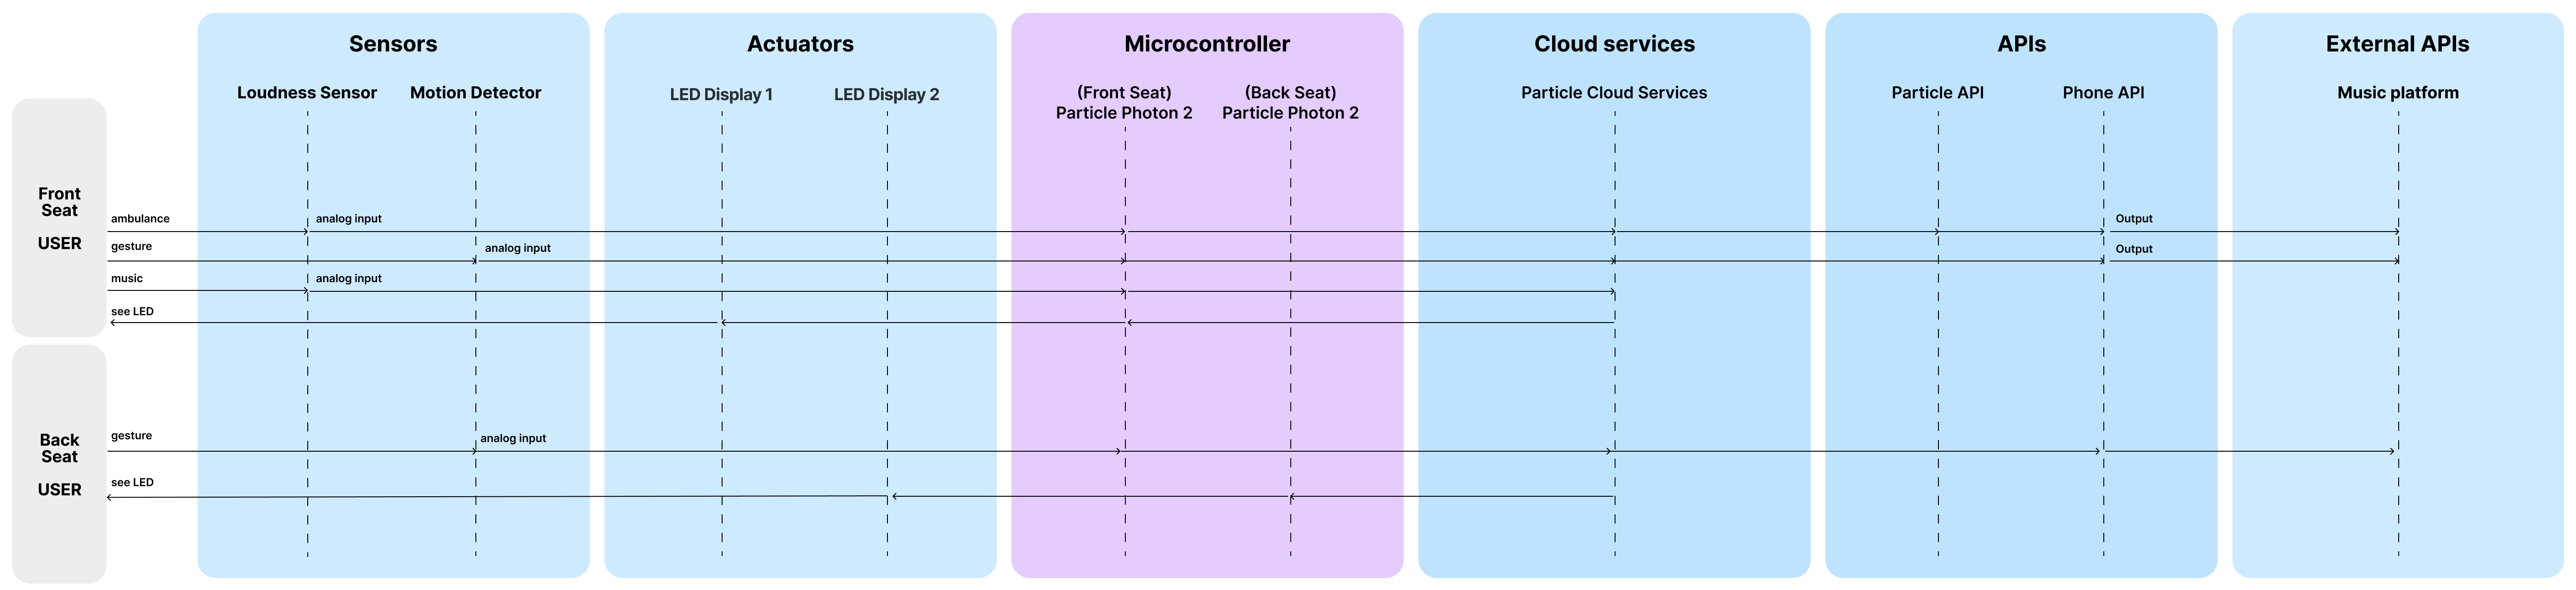 Sensors
Actuators
Microcontroller
Cloud services
APIs
External APIs
Loudness Sensor
Motion Detector
LED Display 1
LED Display 2
(Front Seat)
Particle Photon 2
(Back Seat)
Particle Photon 2
Particle Cloud Services
Particle API
Phone API
Music platform
Front
Seat
USER
ambulance
analog input
Output
gesture
analog input
Output
music
analog input
see LED
Back
Seat
USER
gesture
analog input
see LED